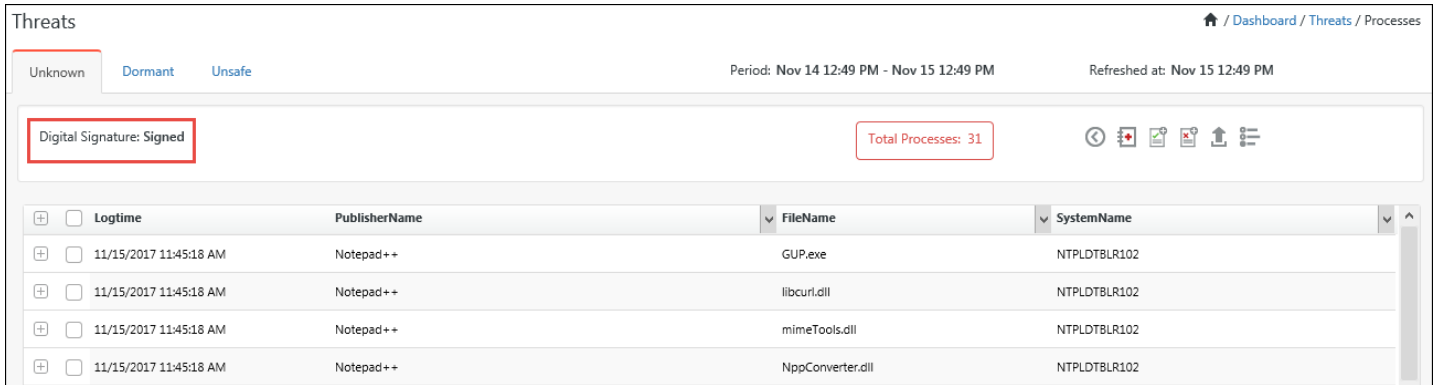 Threats / Dashboard / Threats / Processes
Unknown Dormant Unsafe Period: Nov 14 12:49 PM - Nov 15 12:49 PM Refreshed at: Nov 15 12:49 PM
Digital Signature: Signed Total Processes: 31
Logtime PublisherName FileName SystemName
11/15/2017 11:45:18 AM Notepad++ GUP.exe NTPLDTBLR102
11/15/2017 11:45:18 AM Notepad++ libcurl.dll NTPLDTBLR102
11/15/2017 11:45:18 AM Notepad++ mimeTools.dll NTPLDTBLR102
11/15/2017 11:45:18 AM Notepad++ NppConverter.dll NTPLDTBLR102